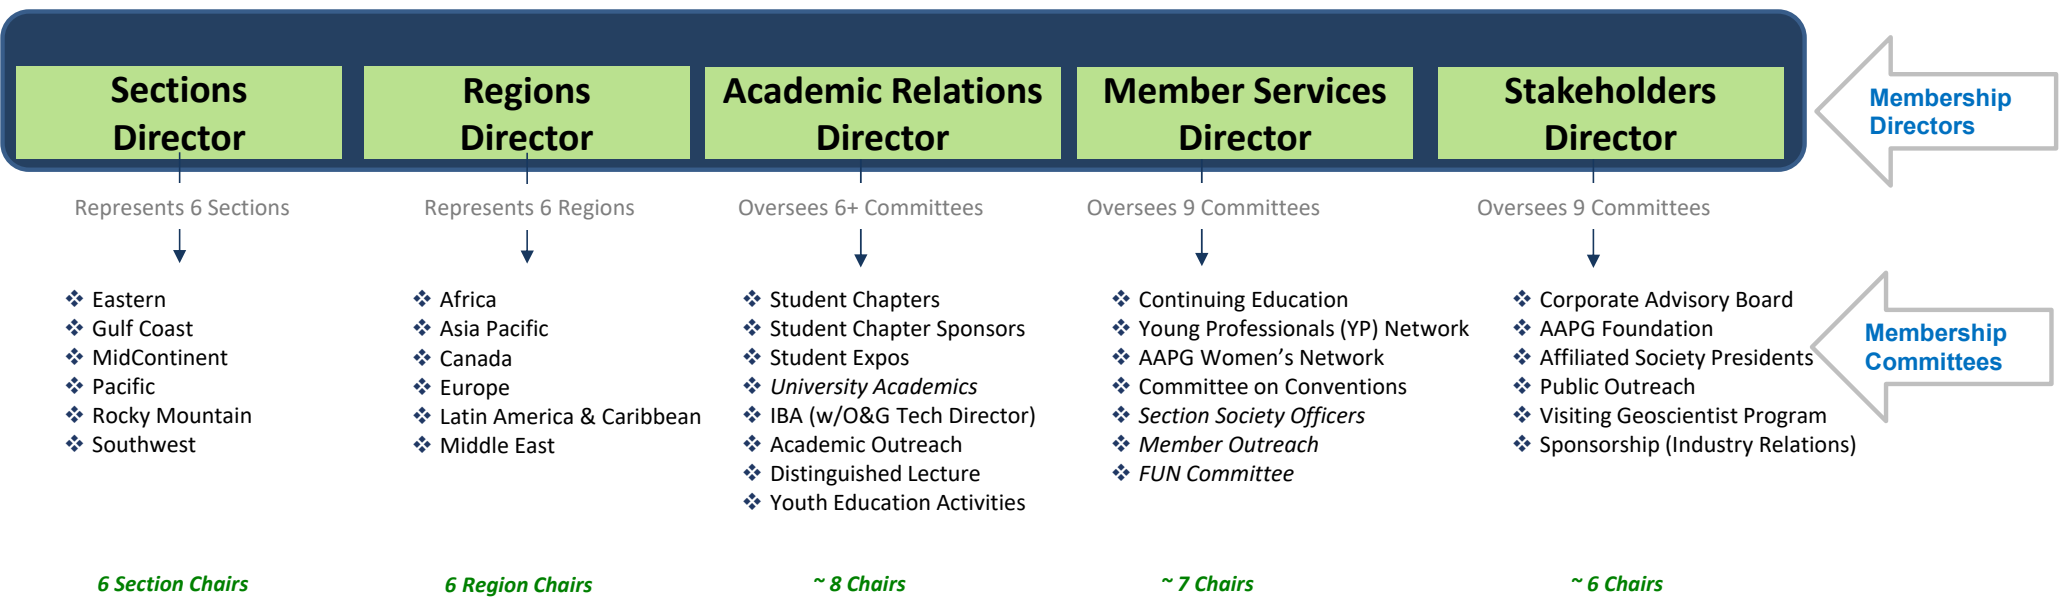 Sections
Director
Regions
Director
Academic Relations
Director
Member Services
Director
Stakeholders
Director
Membership
Directors
Represents 6 Sections
Represents 6 Regions
Oversees 6+ Committees
Oversees 9 Committees
Oversees 9 Committees
❖ Eastern
❖ Gulf Coast
❖ MidContinent
❖ Pacific
❖ Rocky Mountain
❖ Southwest
❖ Africa
❖ Asia Pacific
❖ Canada
❖ Europe
❖ Latin America & Caribbean
❖ Middle East
❖ Student Chapters
❖ Student Chapter Sponsors
❖ Student Expos
❖ University Academics
❖ IBA (w/O&G Tech Director)
❖ Academic Outreach
❖ Distinguished Lecture
❖ Youth Education Activities
❖ Continuing Education
❖ Young Professionals (YP) Network
❖ AAPG Women’s Network
❖ Committee on Conventions
❖ Section Society Officers
❖ Member Outreach
❖ FUN Committee
❖ Corporate Advisory Board
❖ AAPG Foundation
❖ Affiliated Society Presidents
❖ Public Outreach
❖ Visiting Geoscientist Program
❖ Sponsorship (Industry Relations)
Membership
Committees
6 Section Chairs
6 Region Chairs
~ 8 Chairs
~ 7 Chairs
~ 6 Chairs